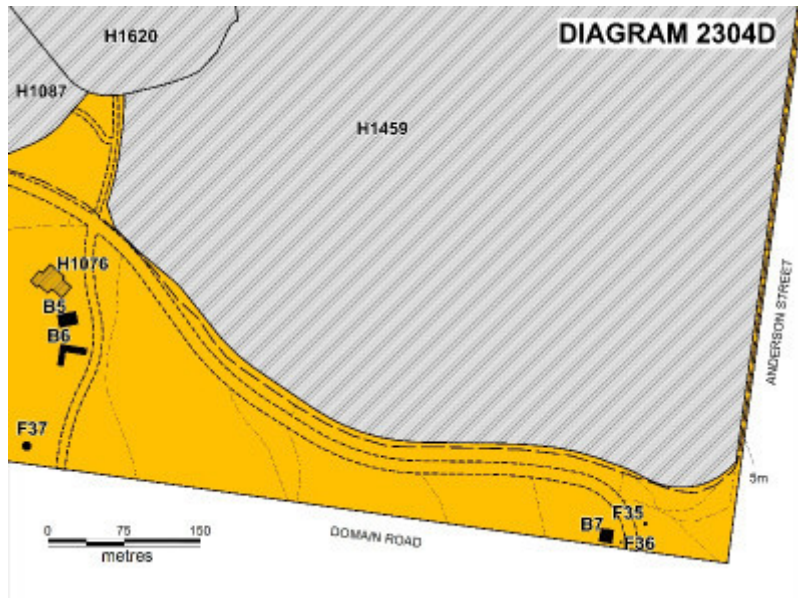 H1620
DIAGRAM 2304D
H1087
H1459
H1076
B5
B6
F37
ANDERSON STREET
5m
F35
B7
F36
DOMAIN ROAD
0 75 150
metres